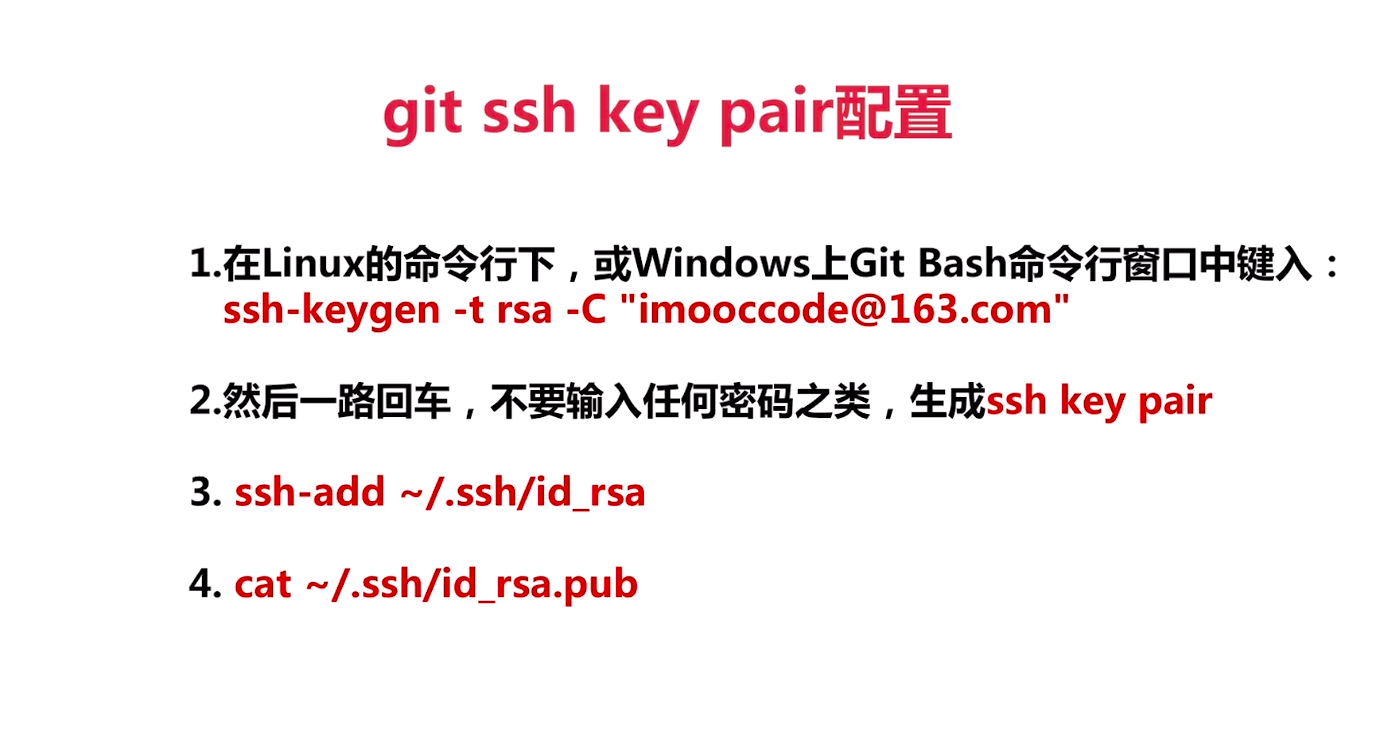 git ssh key pair配置
1.在Linux的命令行下，或Windows上Git Bash命令行窗口中键入：
ssh-keygen -t rsa -C "imooccode@163.com"
2.然后一路回车，不要输入任何密码之类，生成ssh key pair
3. ssh-add ~/.ssh/id_rsa
4. cat ~/.ssh/id_rsa.pub